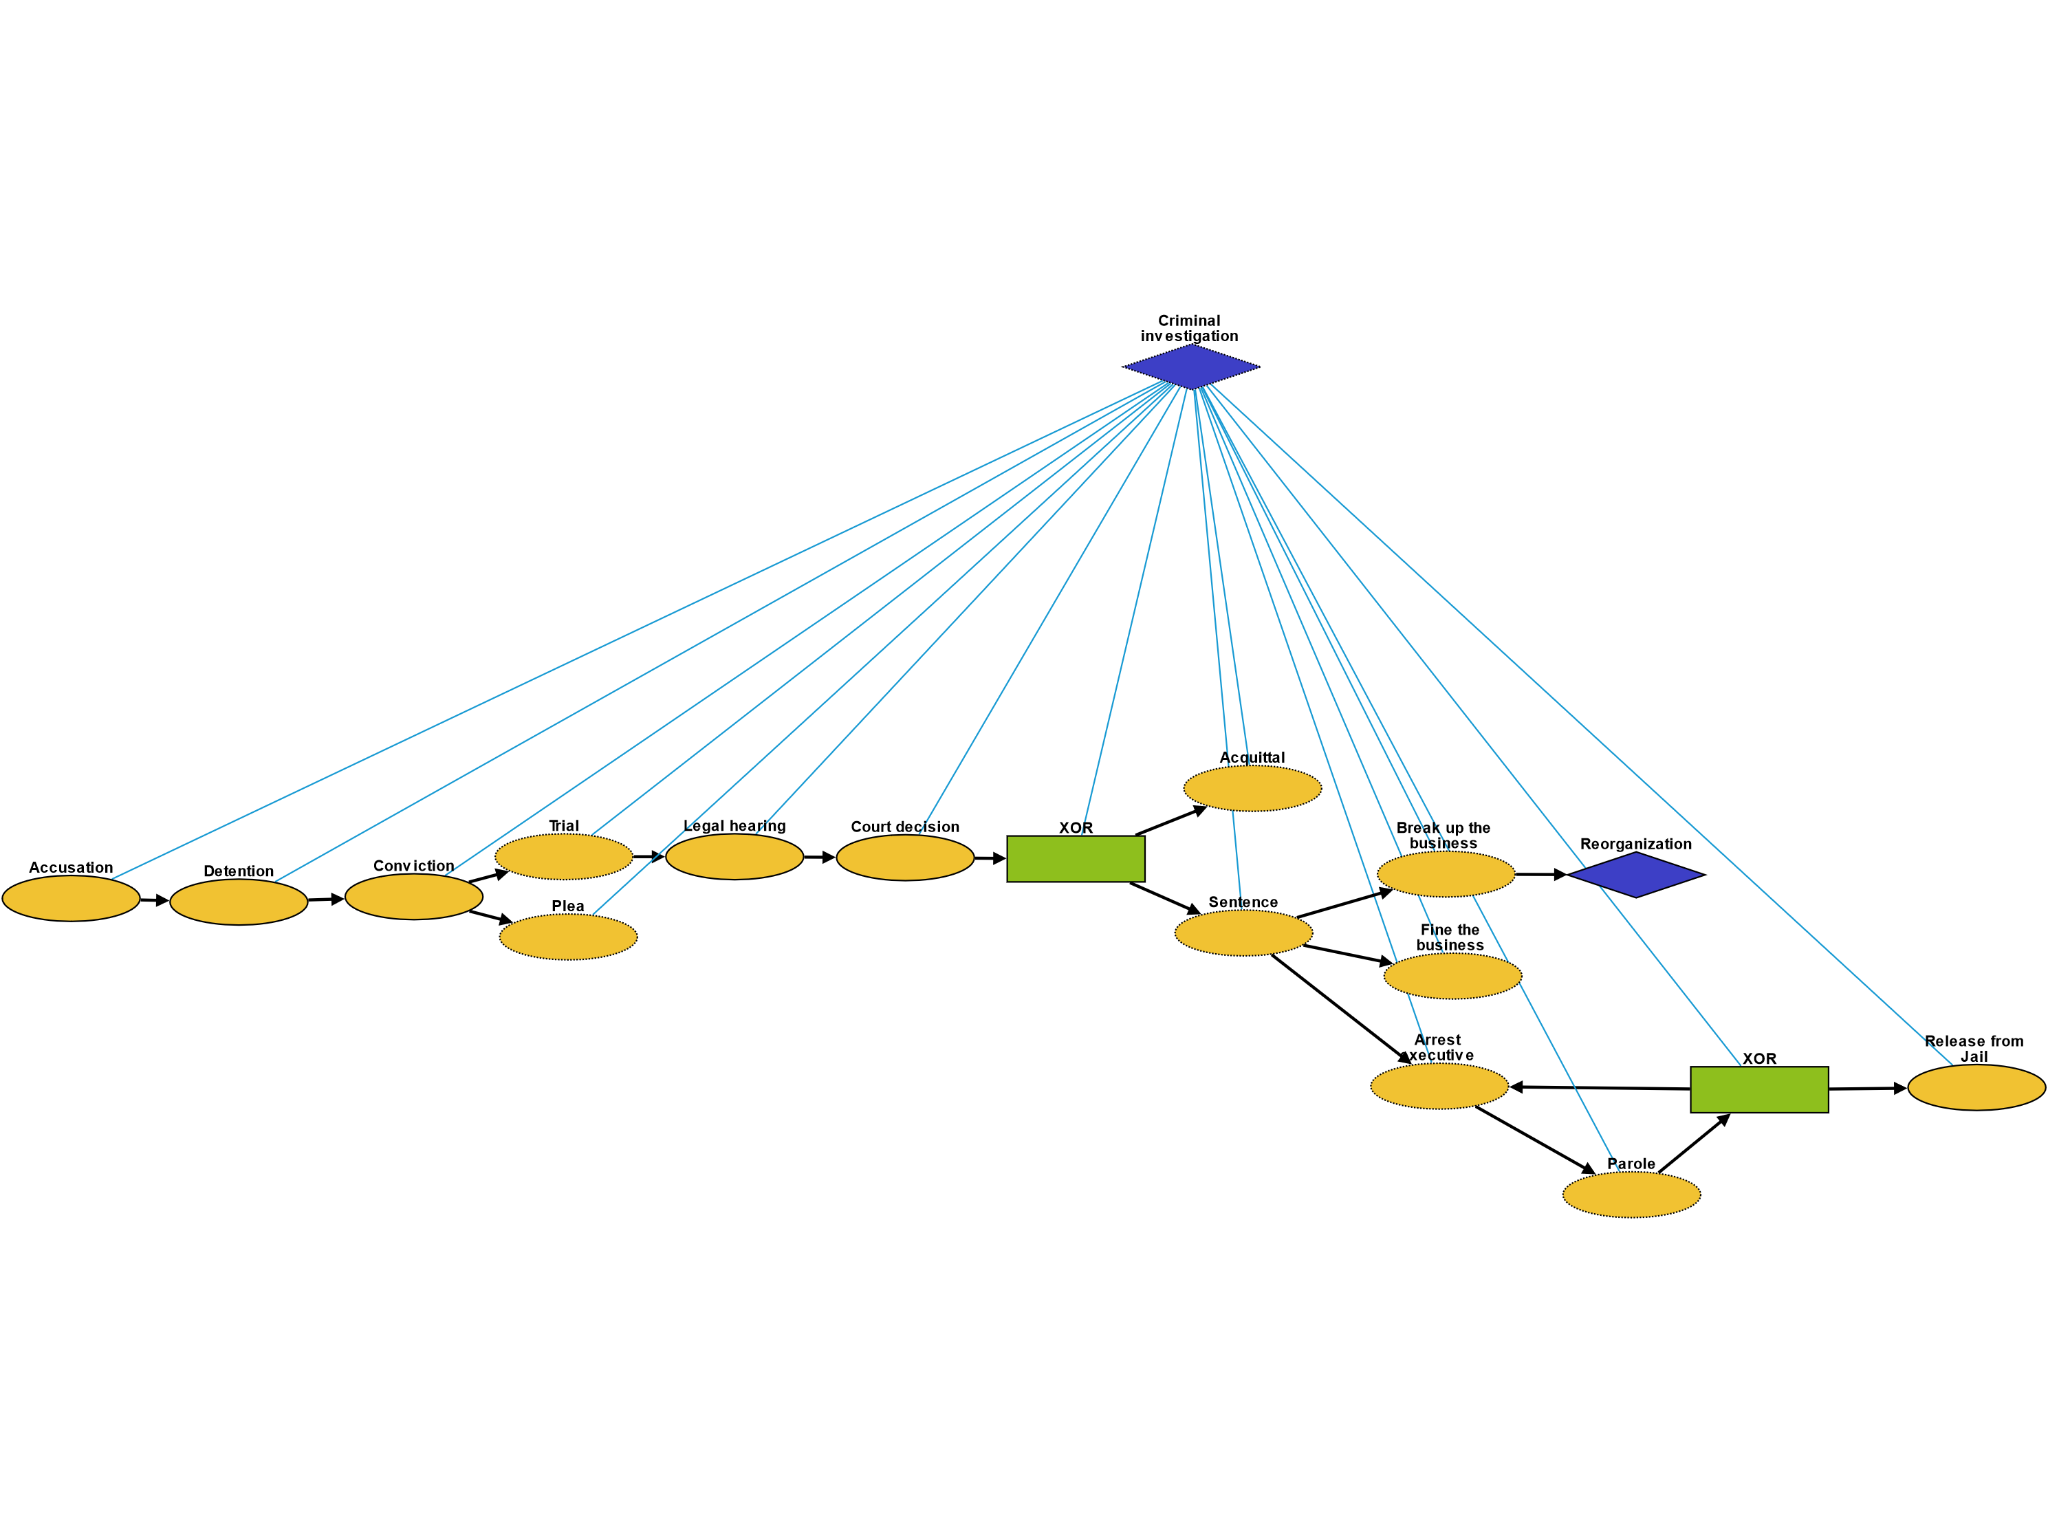 Criminal
investigation
Acquittal
Trial
Legal hearing
Court decision
XOR
Break up the
business
Reorganization
Accusation
Detention
Conviction
Plea
Sentence
Fine the
business
Arrest
Release from
Jail
XOR
Parole